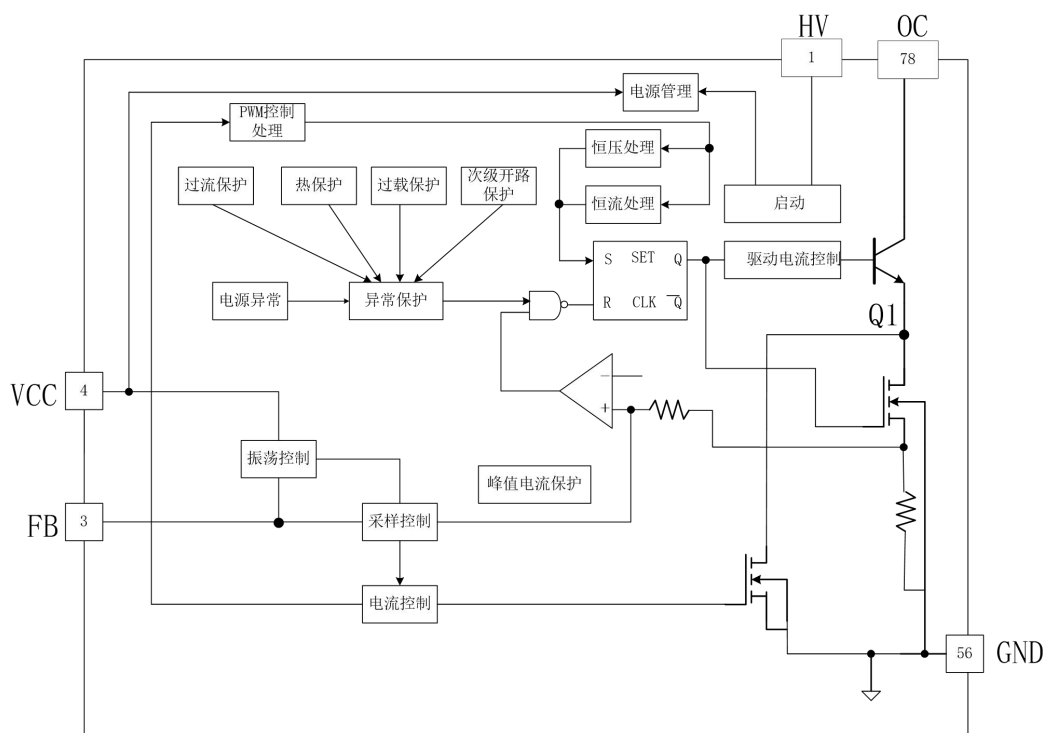 HV
OC
1
78
电源管理
PWM控制
处理
恒压处理
过流保护
热保护
过载保护
次级开路
保护
恒流处理
启动
S
SET
Q
驱动电流控制
电源异常
异常保护
R
CLK
Q
Q1
VCC
4
−
+
振荡控制
峰值电流保护
FB
3
采样控制
电流控制
56
GND